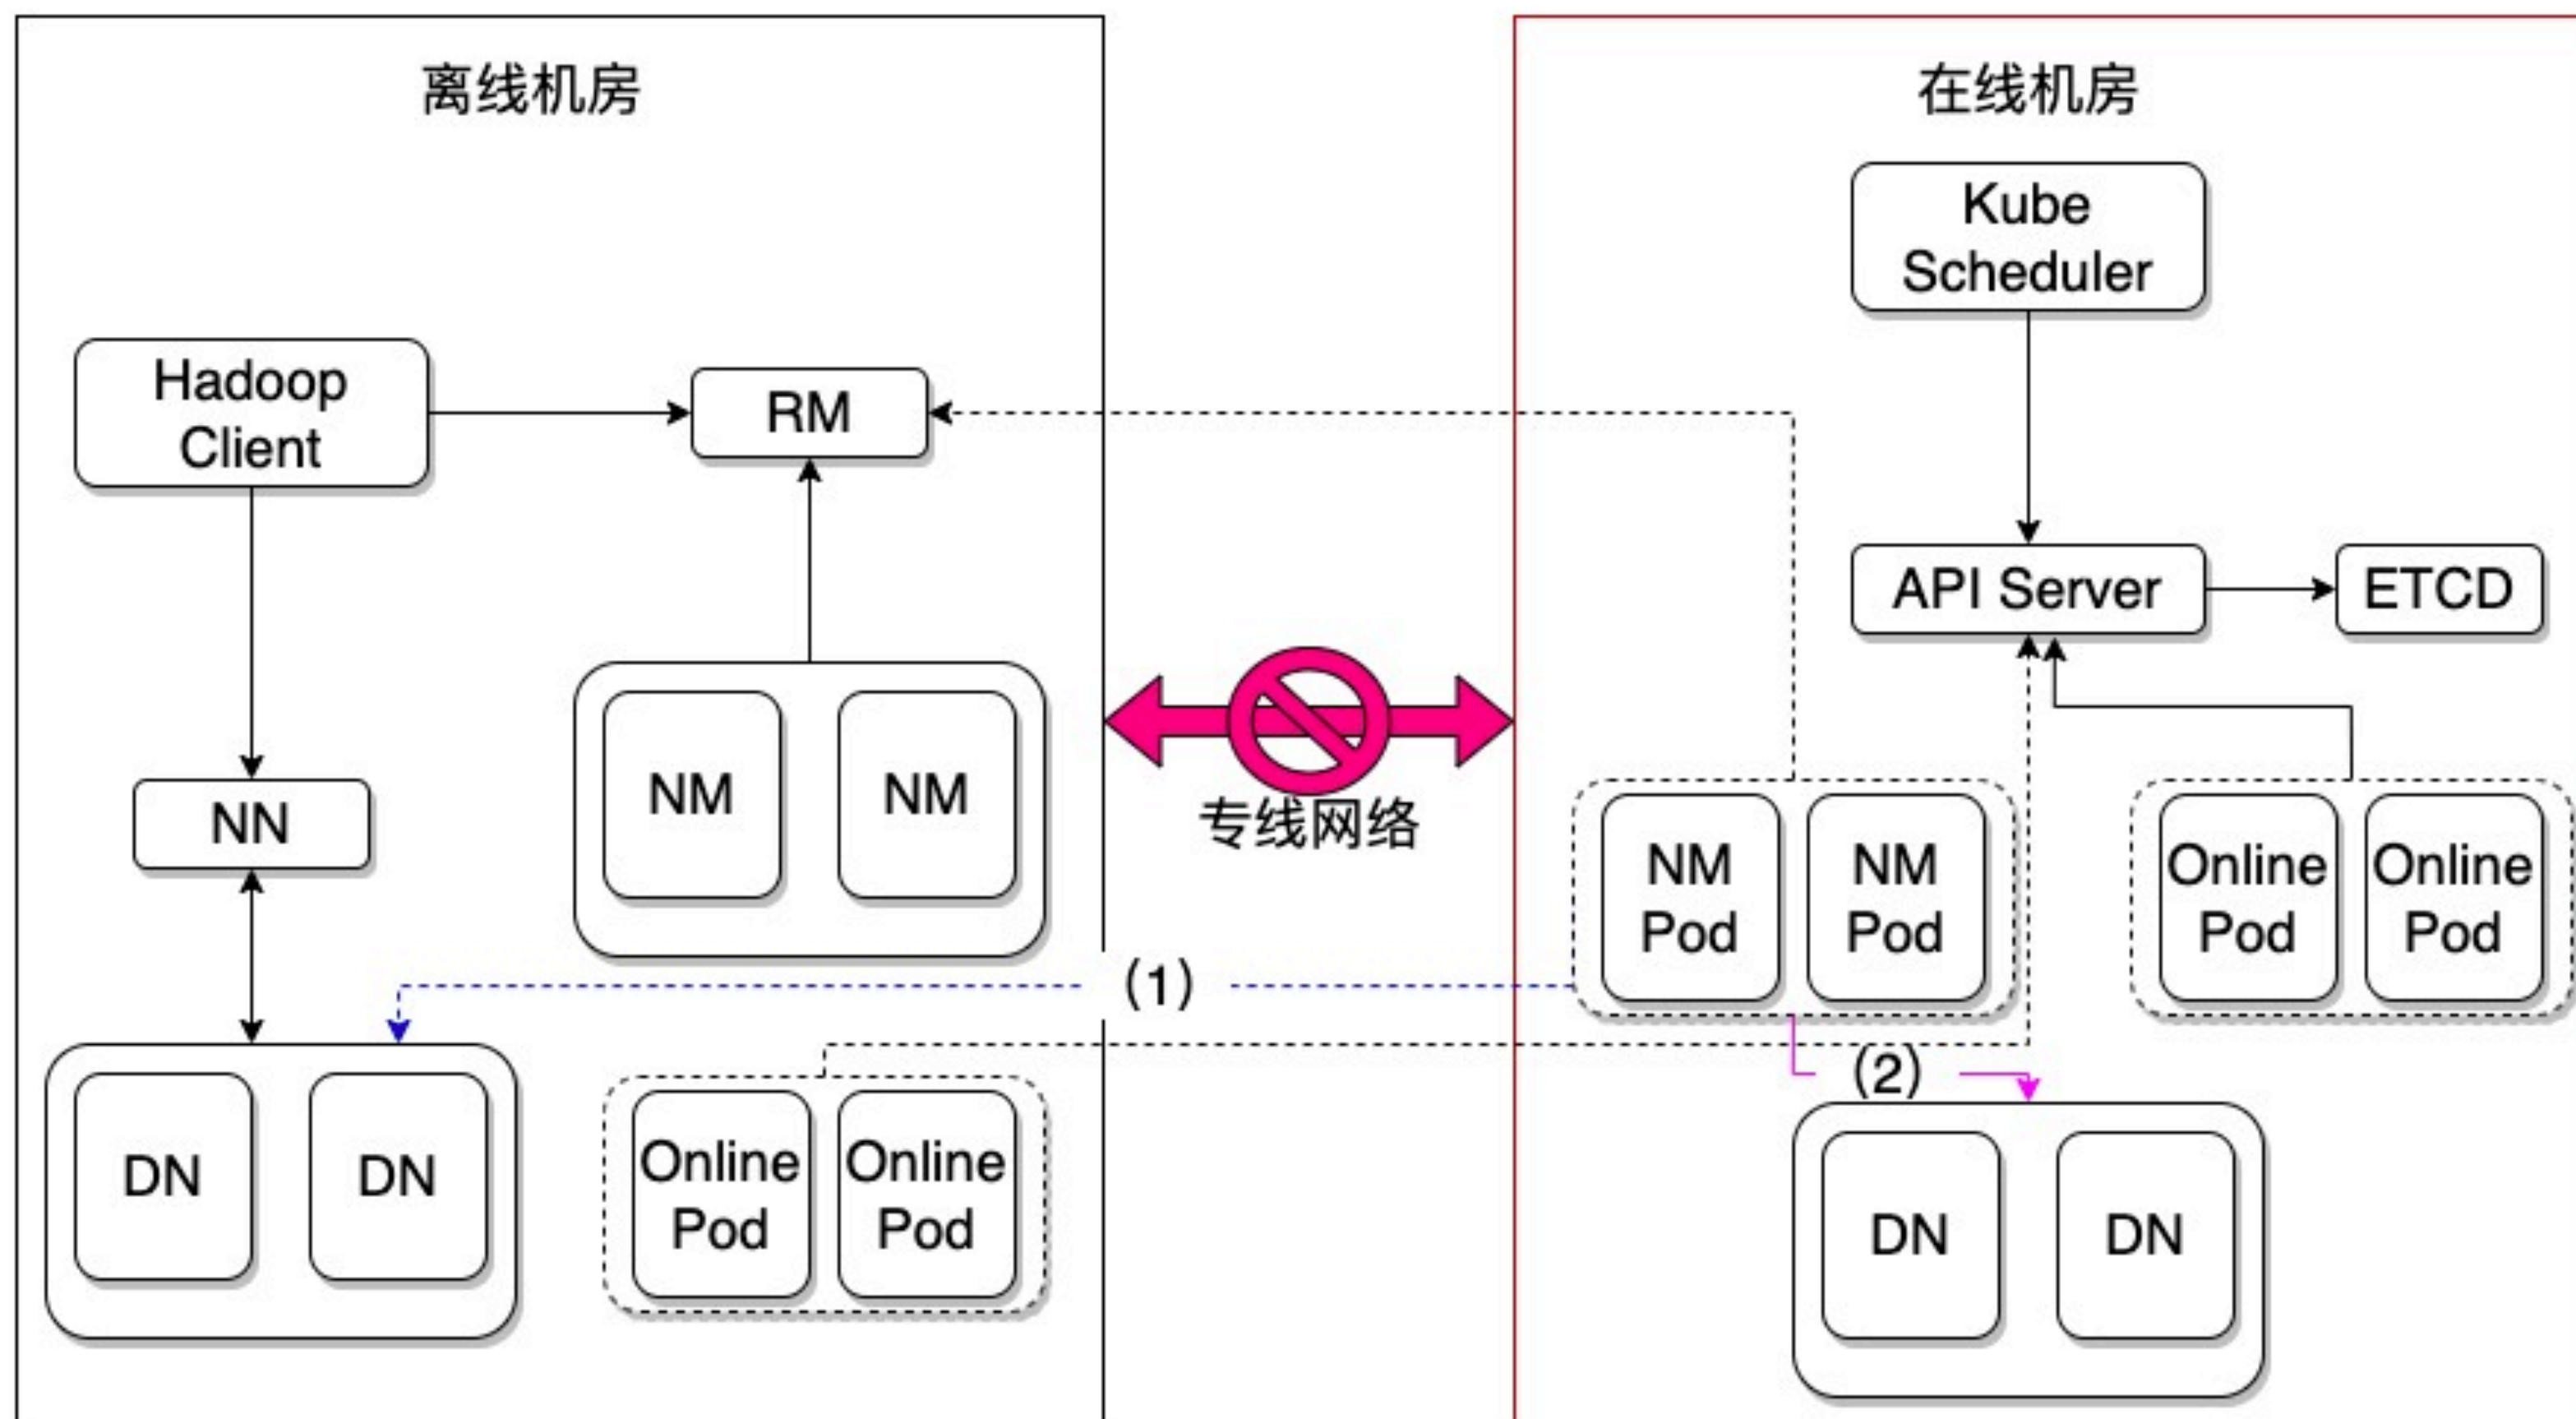 离线机房
Hadoop
Client
RM
NN
NM
NM
DN
DN
Online
Pod
Online
Pod
专线网络
(1)
在线机房
Kube
Scheduler
API Server
ETCD
NM
Pod
NM
Pod
Online
Pod
Online
Pod
(2)
DN
DN